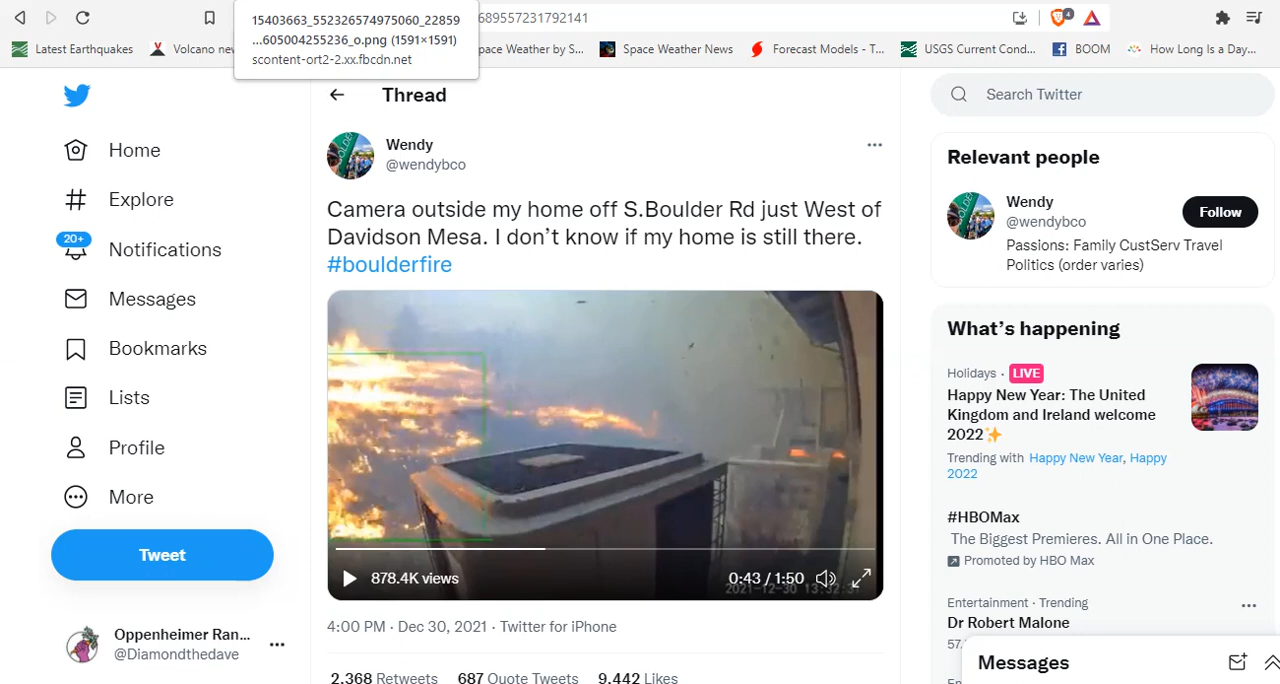 15403663_552326574975060_22859
...605004255236_o.png (1591×1591)
scontent-ort2-2.xx.fbcdn.net
689557231792141
4
Latest Earthquakes
Volcano new
pace Weather by S...
Space Weather News
Forecast Models - T...
USGS Current Cond...
BOOM
How Long Is a Day...
Home
Explore
20+
Notifications
Messages
Bookmarks
Lists
Profile
More
Tweet
Oppenheimer Ran...
@Diamondthedave
Thread
Wendy
@wendybco
Camera outside my home off S.Boulder Rd just West of
Davidson Mesa. I don’t know if my home is still there.
#boulderfire
878.4K views
0:43 / 1:50
2021-12-30 13:32:37
4:00 PM · Dec 30, 2021 · Twitter for iPhone
2,368 Retweets 687 Quote Tweets 9,442 Likes
Search Twitter
Relevant people
Wendy
@wendybco
Follow
Passions: Family CustServ Travel
Politics (order varies)
What’s happening
Holidays · LIVE
Happy New Year: The United
Kingdom and Ireland welcome
2022✨
Trending with Happy New Year, Happy
2022
#HBOMax
The Biggest Premieres. All in One Place.
Promoted by HBO Max
Entertainment · Trending
Dr Robert Malone
57.
Messages